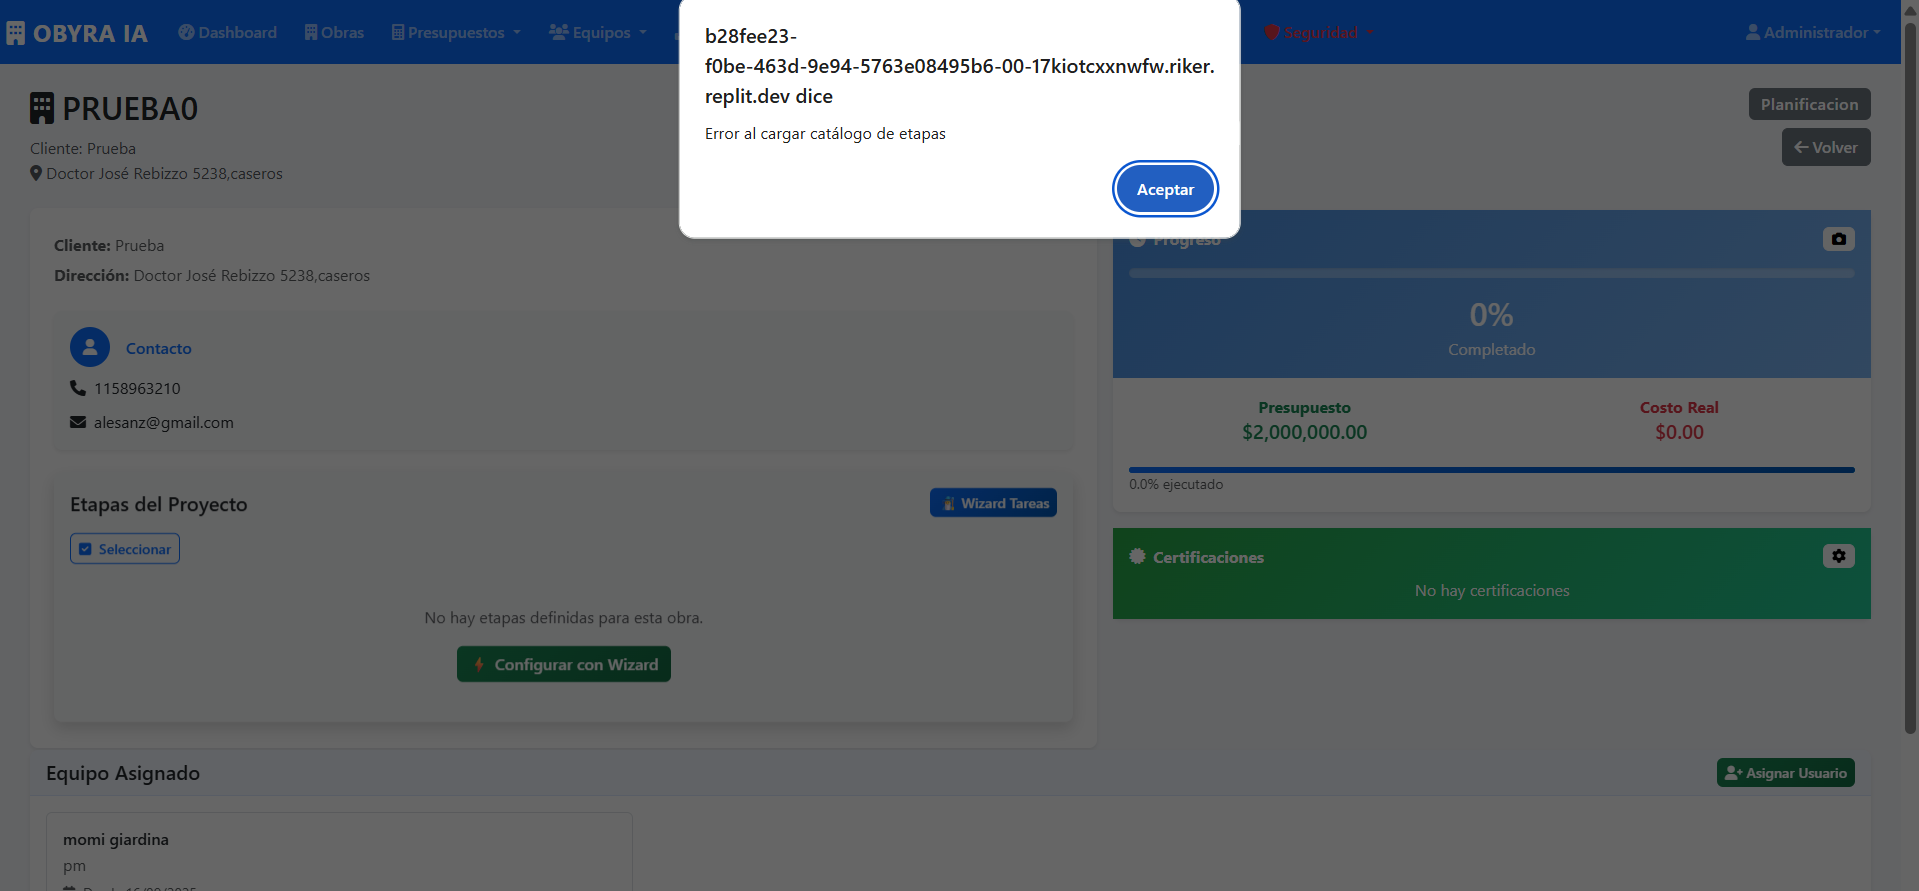 OBYRA IA
Dashboard
Obras
Presupuestos
Equipos
Seguridad
Administrador
b28fee23-
f0be-463d-9e94-5763e08495b6-00-17kiotcxxnwfw.riker.
replit.dev dice
Error al cargar catálogo de etapas
Aceptar
PRUEBA0
Cliente: Prueba
Doctor José Rebizzo 5238,caseros
Planificacion
Volver
Cliente: Prueba
Dirección: Doctor José Rebizzo 5238,caseros
Contacto
1158963210
alesanz@gmail.com
Progreso
0%
Completado
Presupuesto
$2,000,000.00
Costo Real
$0.00
0.0% ejecutado
Etapas del Proyecto
Wizard Tareas
Seleccionar
No hay etapas definidas para esta obra.
Configurar con Wizard
Certificaciones
No hay certificaciones
Equipo Asignado
Asignar Usuario
momi giardina
pm